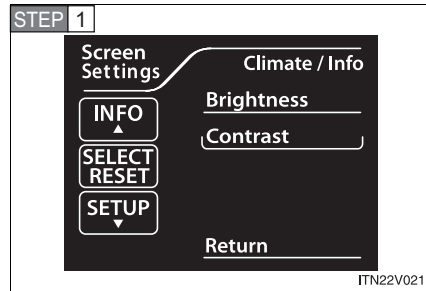 STEP 1
Screen
Settings
Climate / Info
INFO
SELECT
RESET
SETUP
Brightness
Contrast
Return
ITN22V021